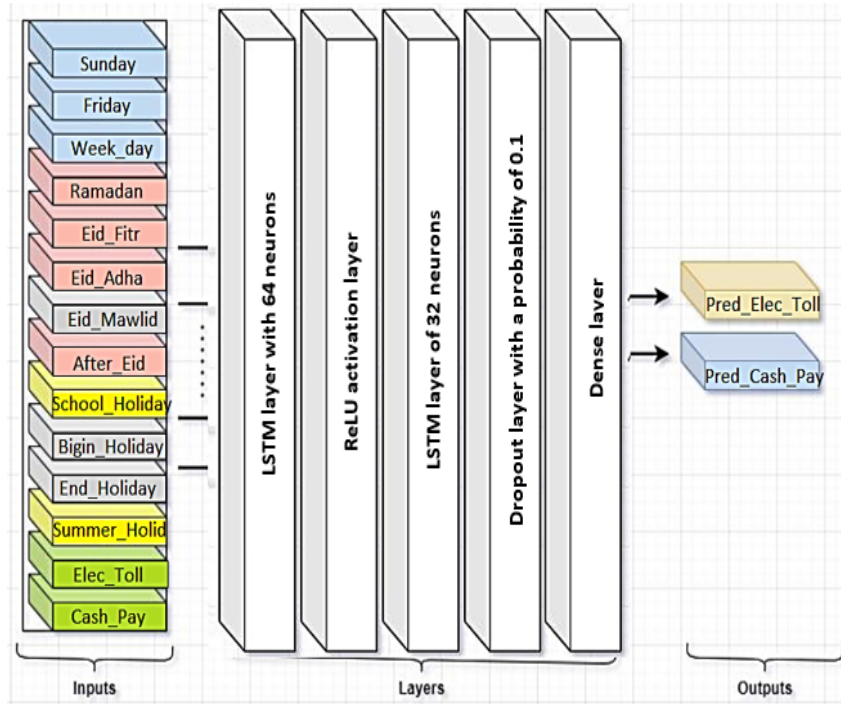 Sunday
Friday
Week_day
Ramadan
Eid_Fitr
Eid_Adha
Eid_Mawlid
After_Eid
School_Holiday
Bigin_Holiday
End_Holiday
Summer_Holid
Elec_Toll
Cash_Pay
Inputs
LSTM layer with 64 neurons
ReLU activation layer
LSTM layer of 32 neurons
Dropout layer with a probability of 0.1
Dense layer
Layers
Pred_Elec_Toll
Pred_Cash_Pay
Outputs